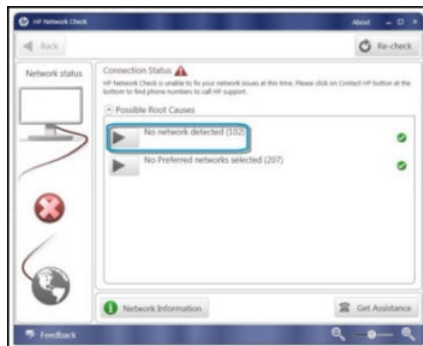 HP Network Check
About
Back
Re-check
Network status
Connection Status
HP Network Check is unable to fix your network issues at this time. Please click on Contact HP button at the
bottom to find phone numbers to call HP support.
Possible Root Causes
No network detected (102)
No Preferred networks selected (207)
Network Information
Get Assistance
Feedback